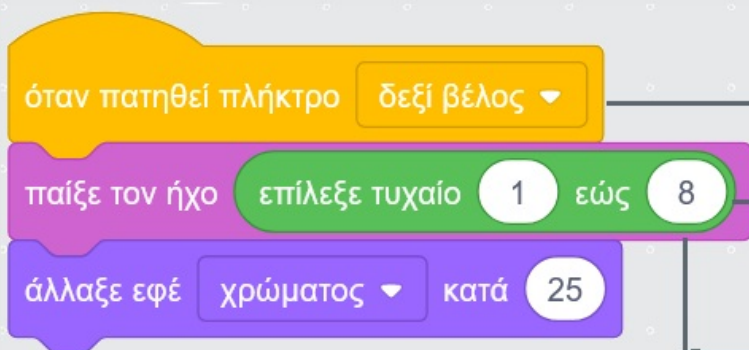 όταν πατηθεί πλήκτρο δεξί βέλος
παίξε τον ήχο επίλεξε τυχαίο 1 εώς 8
άλλαξε εφέ χρώματος κατά 25